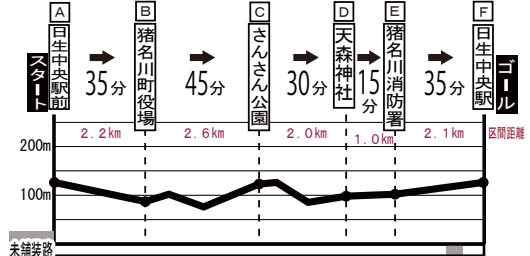 A
B
C
D
E
F
スタート
日生中央駅前
35分
猪名川町役場
45分
さんさん公園
30分
天森神社
15分
猪名川消防署
35分
日生中央駅
ゴール
2.2km
2.6km
2.0km
1.0km
2.1km
区間距離
200m
100m
未舗装路